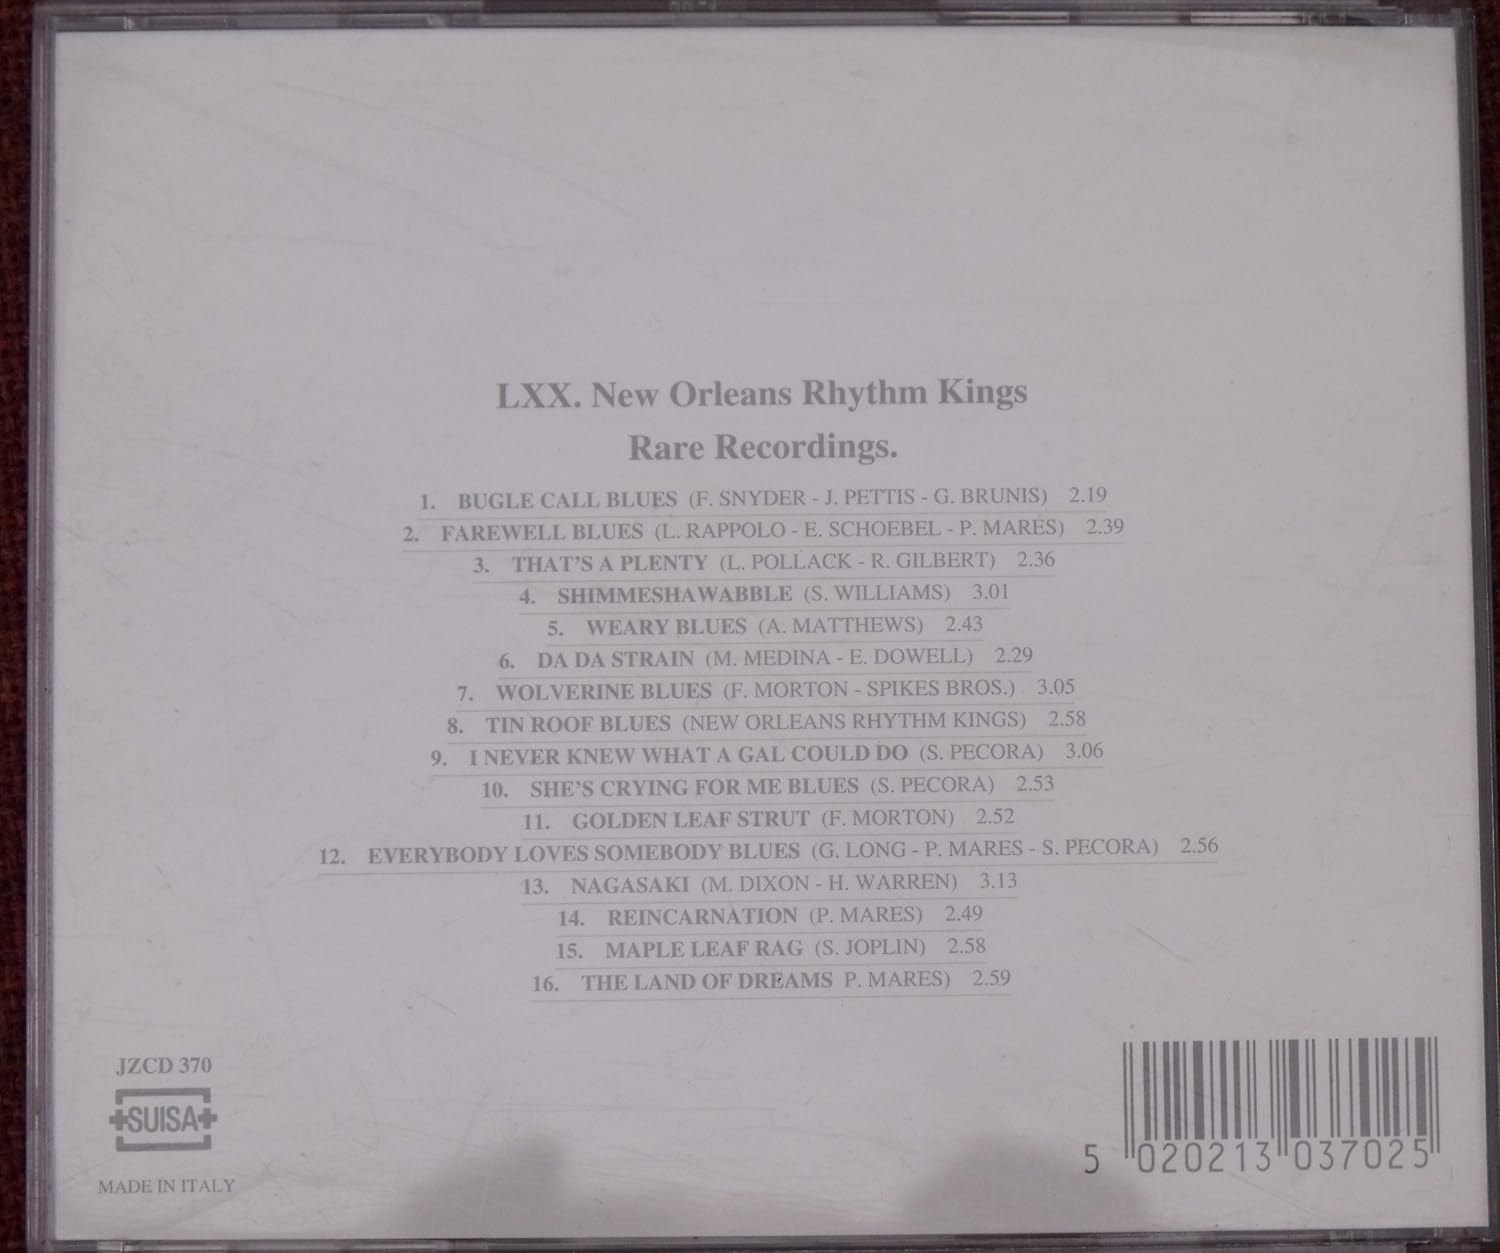 LXX. New Orleans Rhythm Kings
Rare Recordings.
1. BUGLE CALL BLUES (F. SNYDER - J. PETTIS - G. BRUNIS) 2.19
2. FAREWELL BLUES (L. RAPPOLO - E. SCHOEBEL - P. MARÉS) 2.39
3. THAT'S A PLENTY (L. POLLACK - R. GILBERT) 2.36
4. SHIMMESHAWABBLE (S. WILLIAMS) 3.01
5. WEARY BLUES (A. MATTHEWS) 2.43
6. DA DA STRAIN (M. MEDINA - E. DOWELL) 2.29
7. WOLVERINE BLUES (F. MORTON - SPIKES BROS.) 3.05
8. TIN ROOF BLUES (NEW ORLEANS RHYTHM KINGS) 2.58
9. I NEVER KNEW WHAT A GAL COULD DO (S. PECORA) 3.06
10. SHE'S CRYING FOR ME BLUES (S. PECORA) 2.53
11. GOLDEN LEAF STRUT (F. MORTON) 2.52
12. EVERYBODY LOVES SOMEBODY BLUES (G. LONG - P. MARES - S. PECORA) 2.56
13. NAGASAKI (M. DIXON - H. WARREN) 3.13
14. REINCARNATION (P. MARES) 2.49
15. MAPLE LEAF RAG (S. JOPLIN) 2.58
16. THE LAND OF DREAMS P. MARES) 2.59
JZCD 370
SUISA
MADE IN ITALY
5 020213 037025